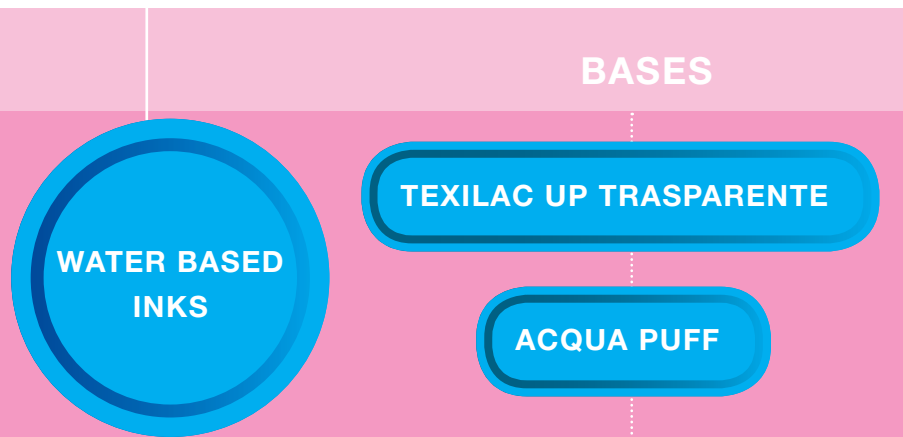 BASES
TEXILAC UP TRASPARENTE
WATER BASED
INKS
ACQUA PUFF